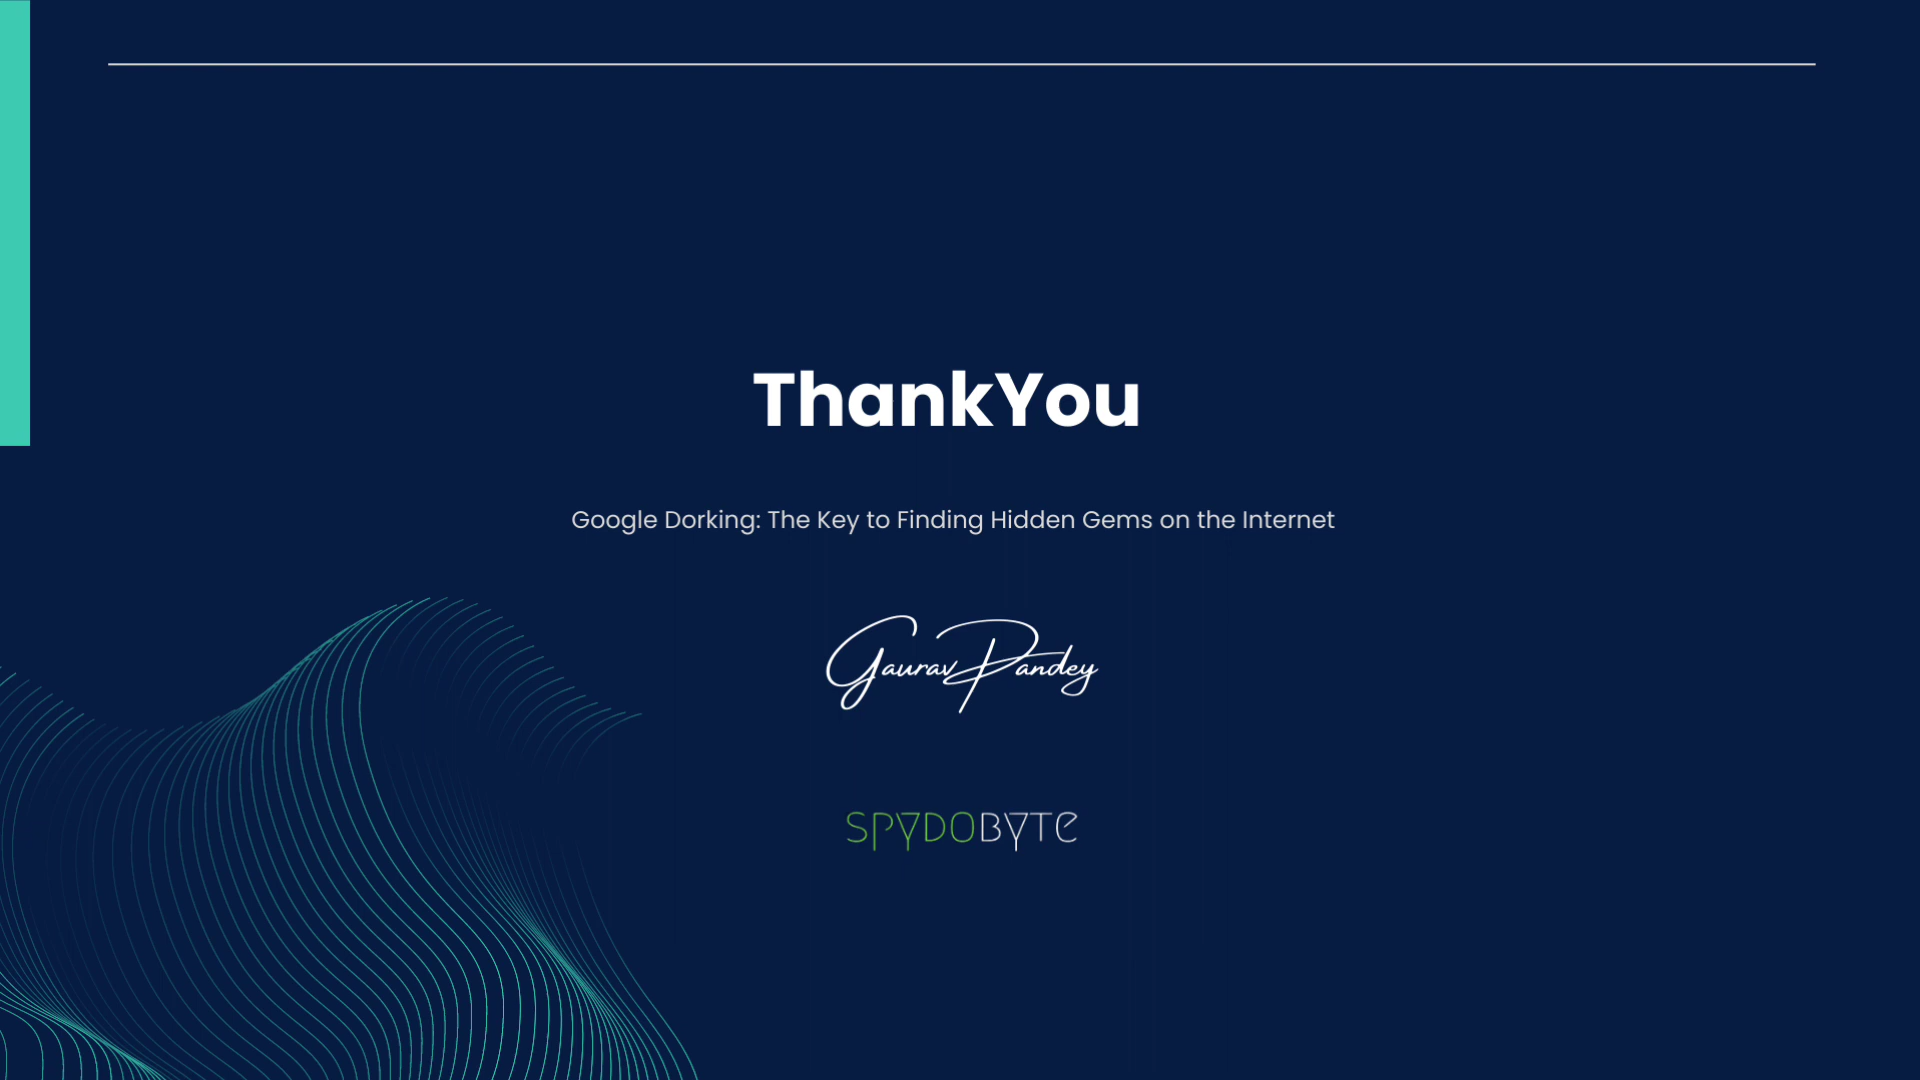 ThankYou
Google Dorking: The Key to Finding Hidden Gems on the Internet
Gaurav Pandey
SPYDOBYTE